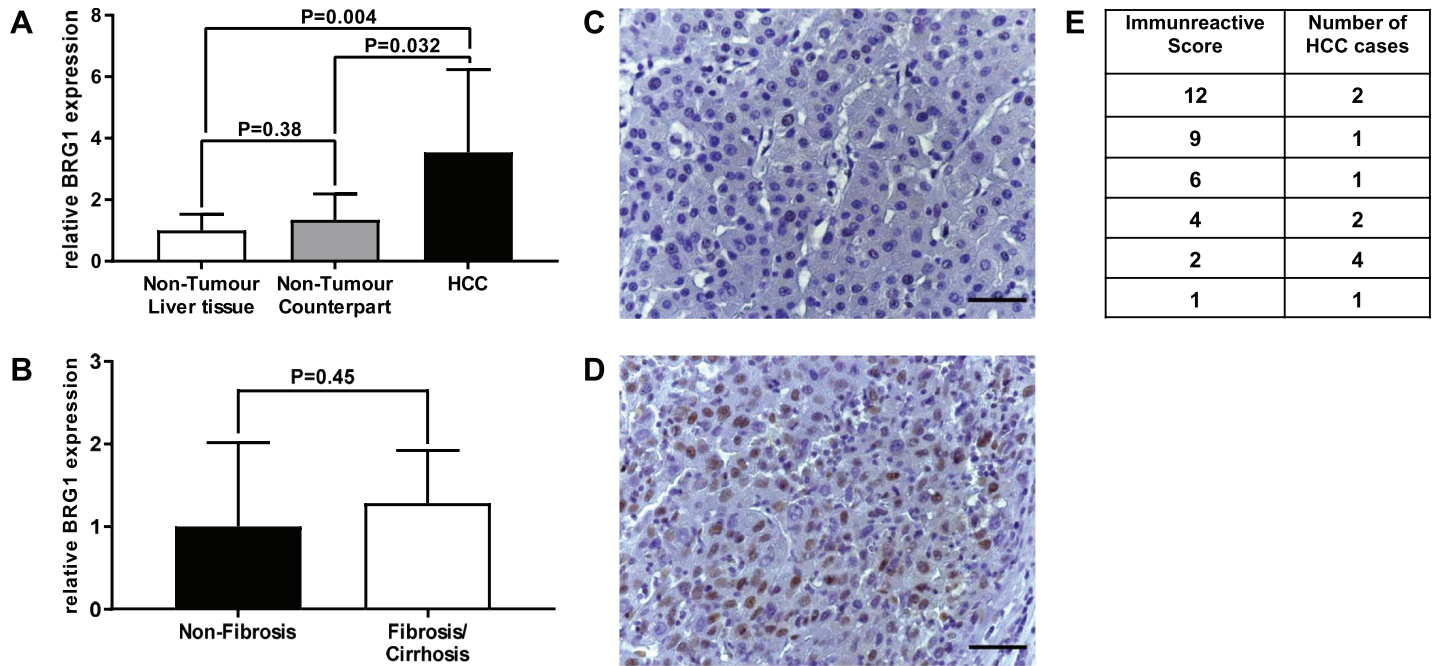 A
relative BRG1 expression
8
6
4
2
0
P=0.004
P=0.032
P=0.38
Non-Tumour
Liver tissue
Non-Tumour
Counterpart
HCC
B
relative BRG1 expression
3
2
1
0
P=0.45
Non-Fibrosis
Fibrosis/
Cirrhosis
C
D
E
Immunreactive
Score
Number of
HCC cases
12 2
9 1
6 1
4 2
2 4
1 1